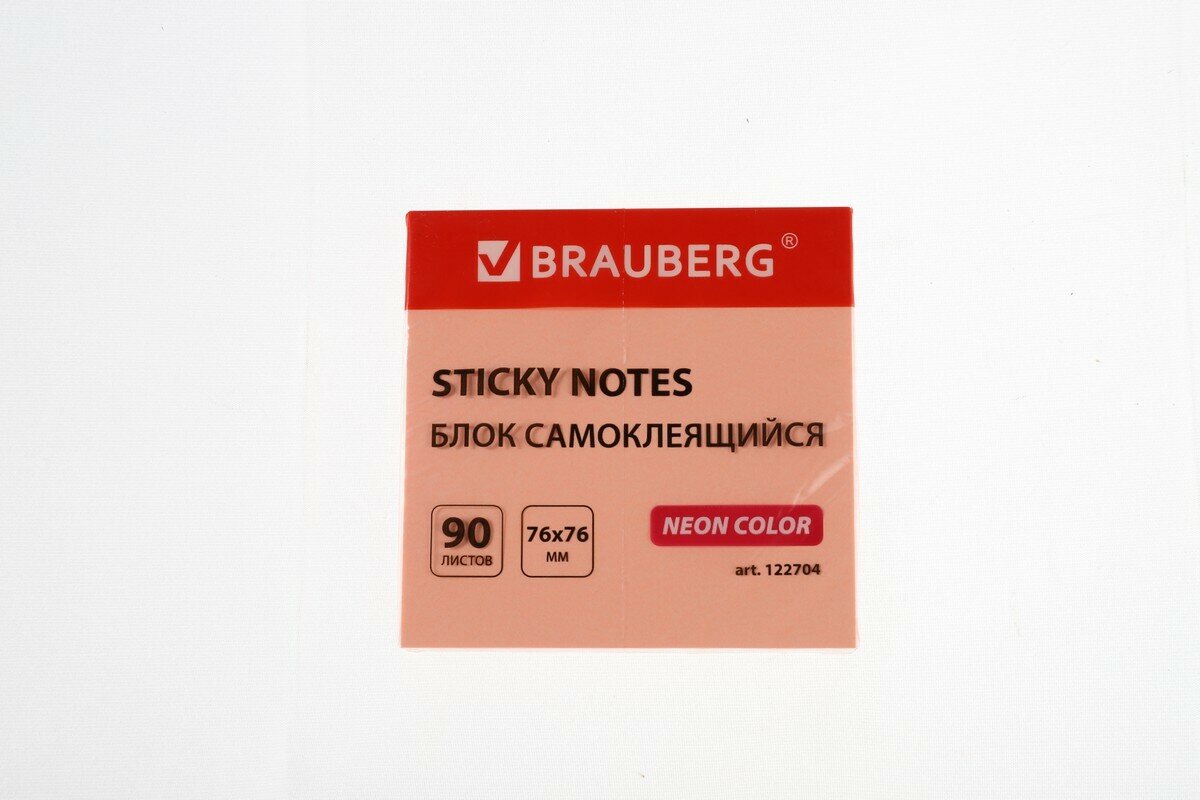 BRAUBERG®
STICKY NOTES
БЛОК САМОКЛЕЯЩИЙСЯ
90
ЛИСТОВ
76x76
ММ
NEON COLOR
art. 122704